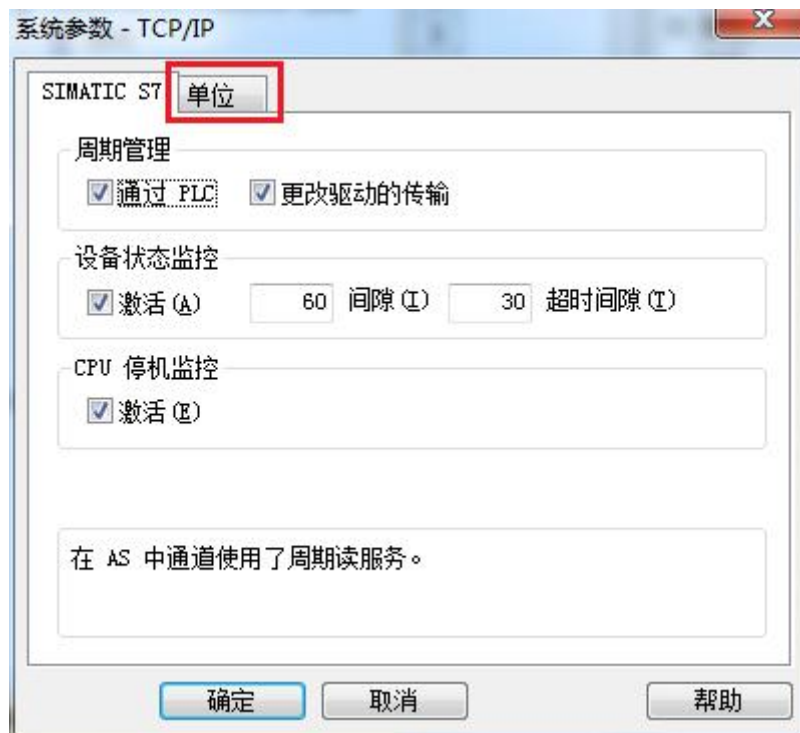 系统参数 - TCP/IP
SIMATIC S7 单位
周期管理
通过 PLC 更改驱动的传输
设备状态监控
激活(A) 60 间隙(I) 30 超时间隙(T)
CPU 停机监控
激活(E)
在 AS 中通道使用了周期读服务。
确定 取消 帮助